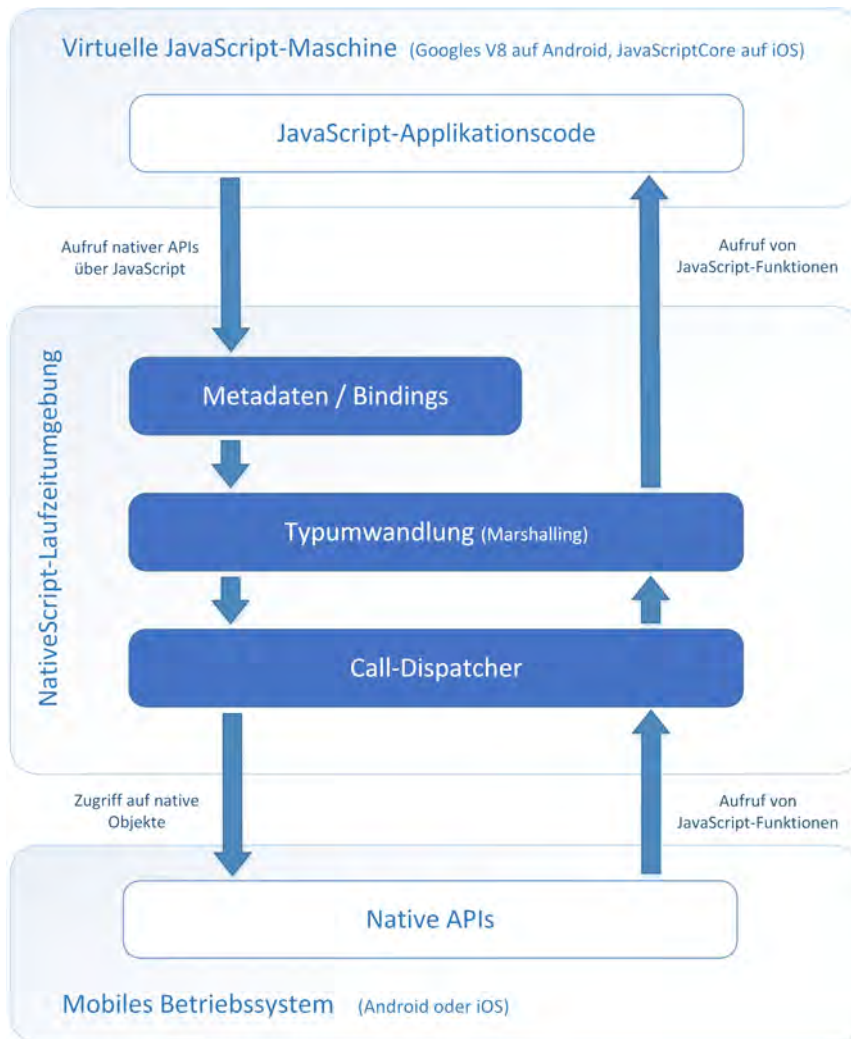 Virtuelle JavaScript-Maschine (Googles V8 auf Android, JavaScriptCore auf iOS)
JavaScript-Applikationscode
Aufruf nativer APIs
über JavaScript
Aufruf von
JavaScript-Funktionen
NativeScript-Laufzeitumgebung
Metadaten / Bindings
Typumwandlung (Marshalling)
Call-Dispatcher
Zugriff auf native
Objekte
Aufruf von
JavaScript-Funktionen
Native APIs
Mobiles Betriebssystem (Android oder iOS)